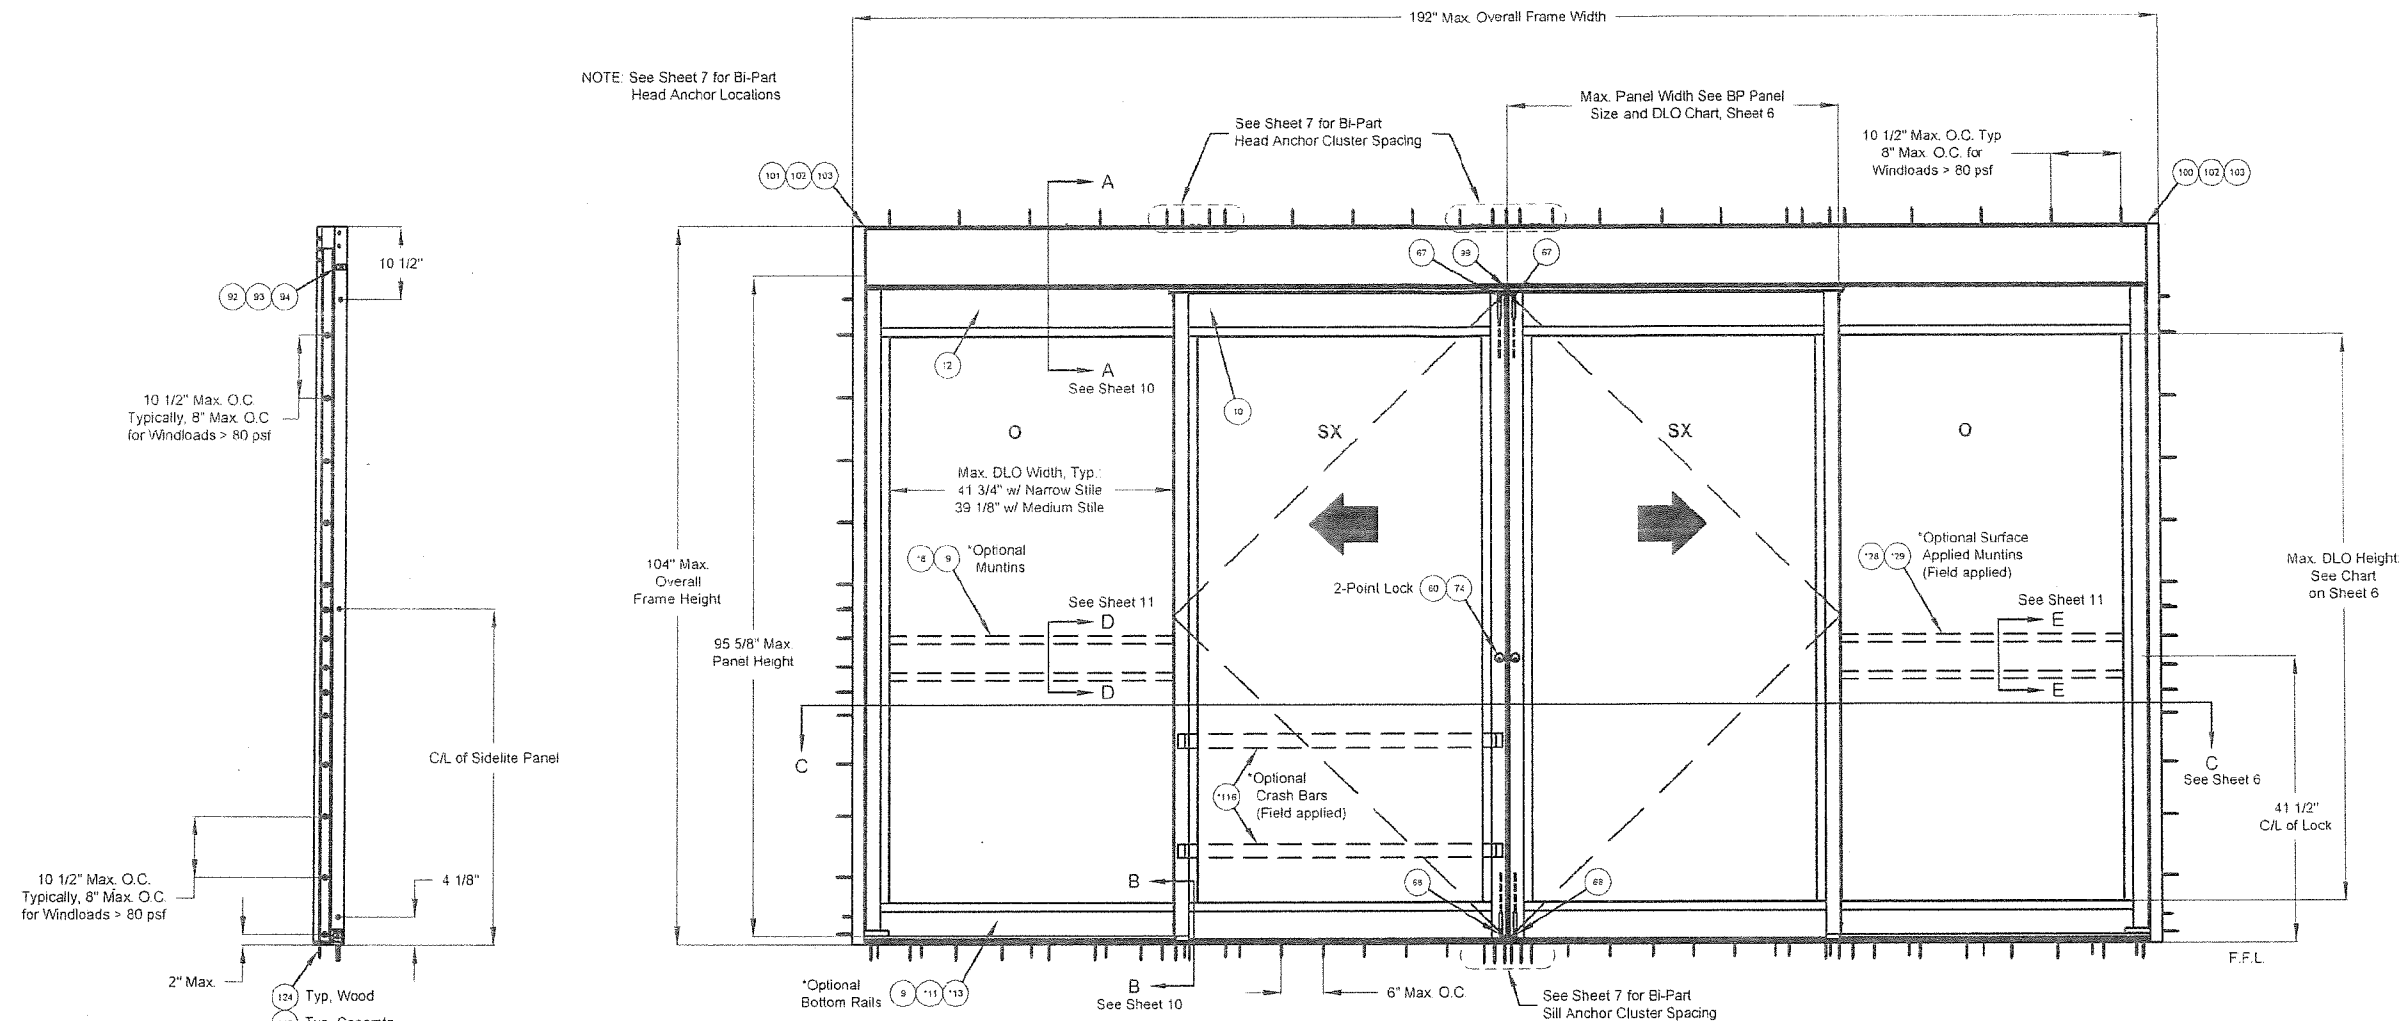 192" Max. Overall Frame Width
NOTE: See Sheet 7 for Bi-Part
Head Anchor Locations
Max. Panel Width See BP Panel
Size and DLO Chart, Sheet 6
See Sheet 7 for Bi-Part
Head Anchor Cluster Spacing
10 1/2" Max. O.C. Typ
8" Max. O.C. for
Windloads > 80 psf
101 102 103
A
100 102 103
10 1/2"
92 93 94
67 99 67
12
A
See Sheet 10
10
10 1/2" Max. O.C.
Typically, 8" Max. O.C
for Windloads > 80 psf
O
SX
SX
O
Max. DLO Width, Typ.:
41 3/4" w/ Narrow Stile
39 1/8" w/ Medium Stile
104" Max.
Overall
Frame Height
9
*Optional
Muntins
2-Point Lock 60 74
*28 *29
*Optional Surface
Applied Muntins
(Field applied)
Max. DLO Height
See Chart
on Sheet 6
See Sheet 11
D
See Sheet 11
E
95 5/8" Max.
Panel Height
D
E
C/L of Sidelite Panel
C
C
See Sheet 6
*116
*Optional
Crash Bars
(Field applied)
41 1/2"
C/L of Lock
10 1/2" Max. O.C.
Typically, 8" Max. O.C.
for Windloads > 80 psf
4 1/8"
B
68
2" Max.
124 Typ, Wood
*Optional
Bottom Rails 9 *11 *13
B
See Sheet 10
6" Max. O.C.
See Sheet 7 for Bi-Part
Sill Anchor Cluster Spacing
F.F.L.